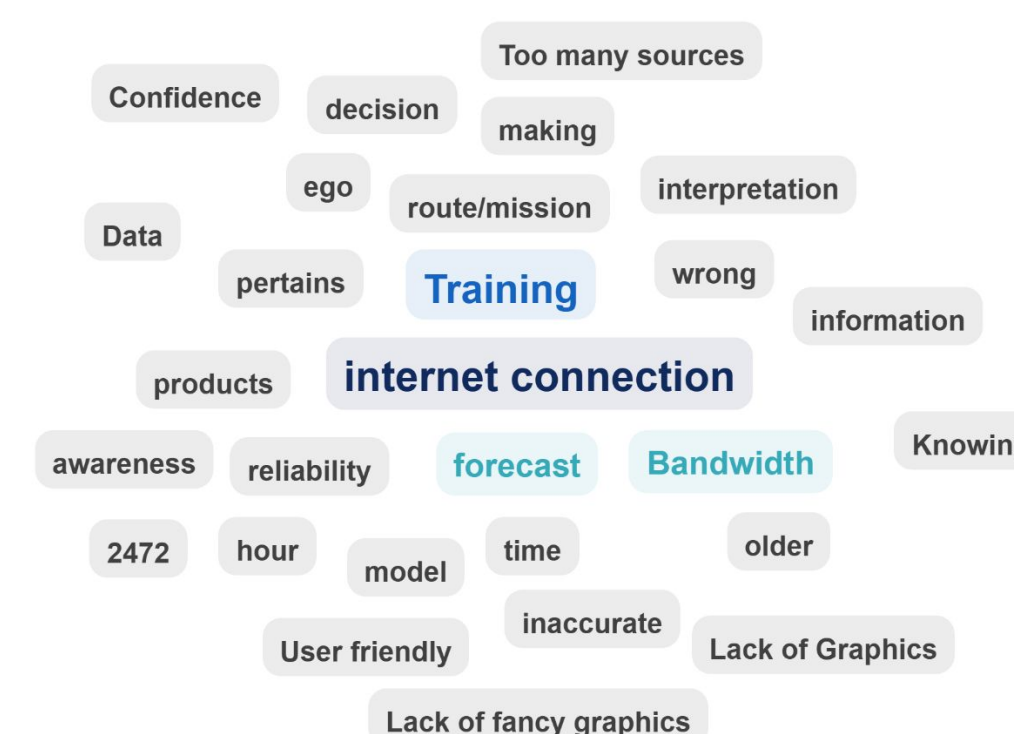 Too many sources
Confidence
decision
making
ego
route/mission
interpretation
Data
pertains
Training
wrong
information
products
internet connection
awareness
reliability
forecast
Bandwidth
Knowin
2472
hour
model
time
older
User friendly
inaccurate
Lack of Graphics
Lack of fancy graphics